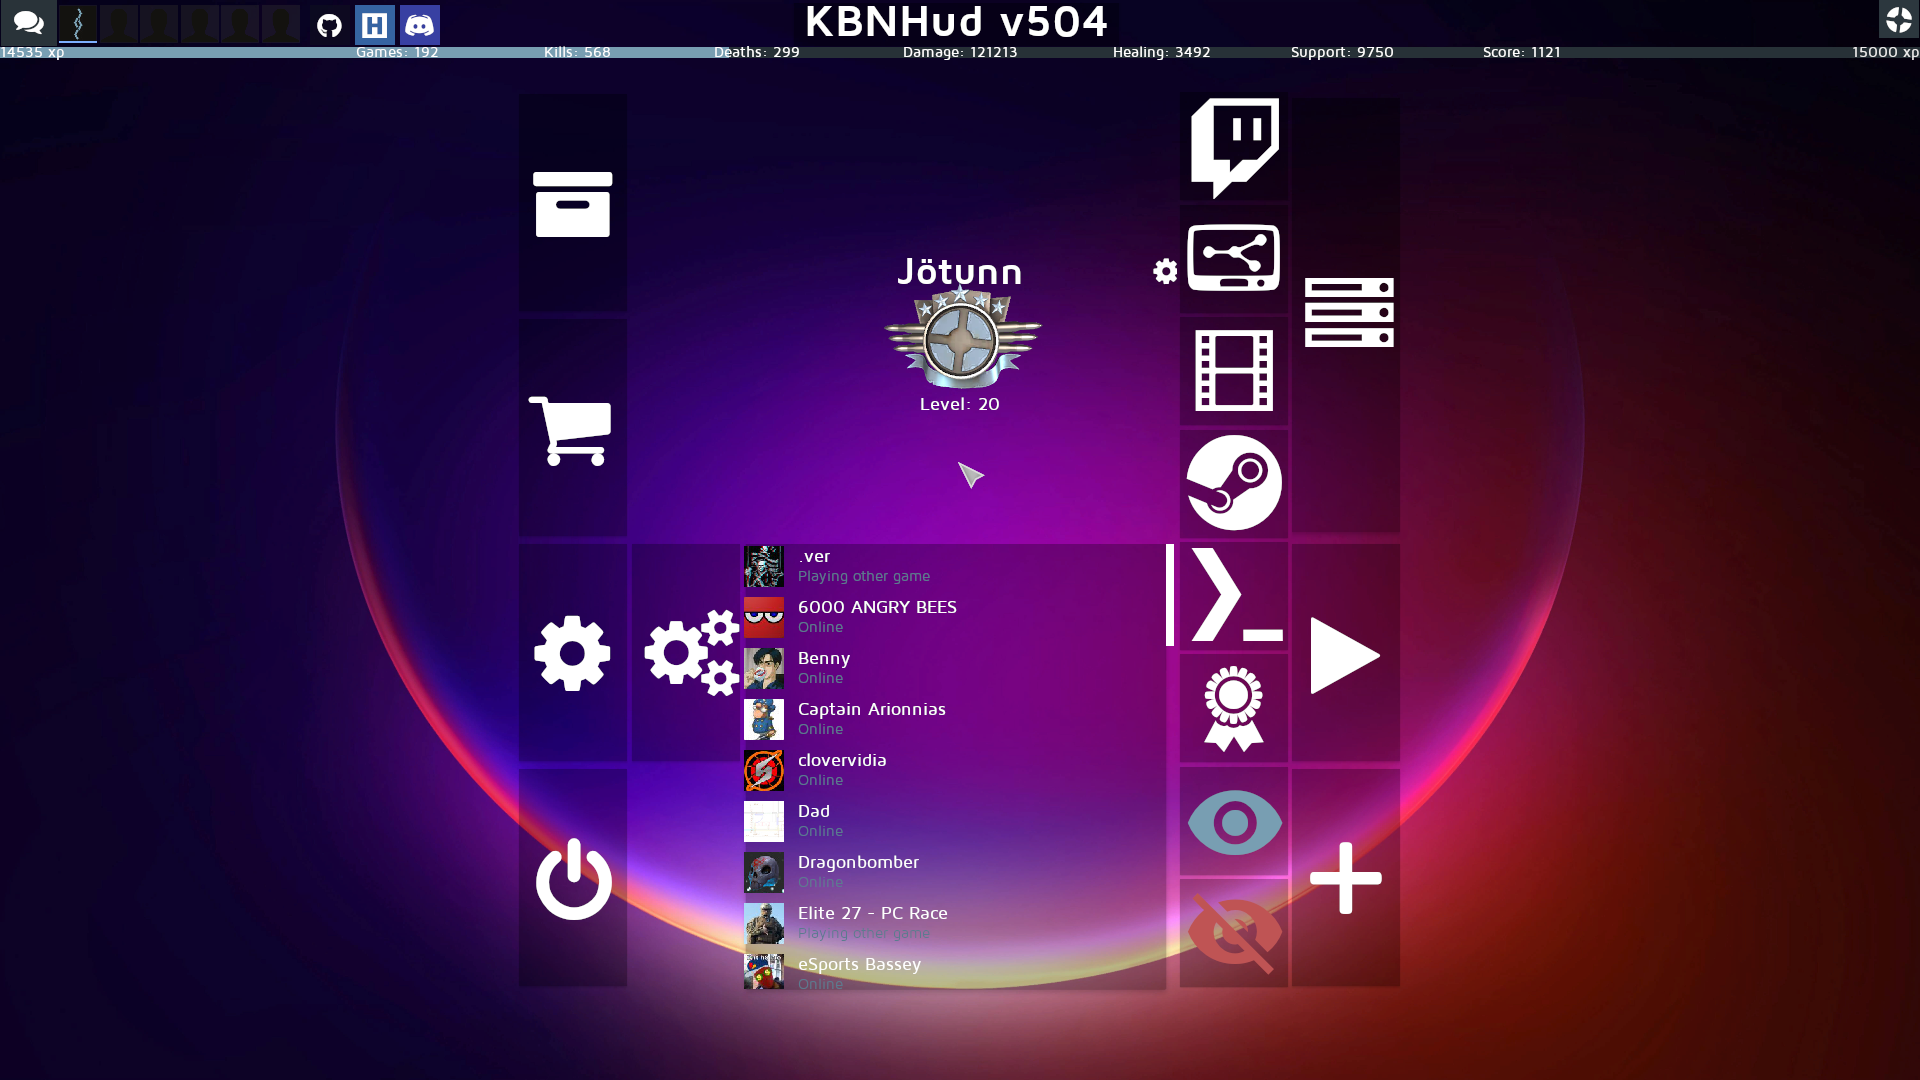 KBNHud v504
14535 xp Games: 192 Kills: 568 Deaths: 299 Damage: 121213 Healing: 3492 Support: 9750 Score: 1121 15000 xp
Jötunn
Level: 20
.ver
Playing other game
6000 ANGRY BEES
Online
Benny
Online
Captain Arionnias
Online
clovervidia
Online
Dad
Online
Dragonbomber
Online
Elite 27 - PC Race
Playing other game
eSports Bassey
Online